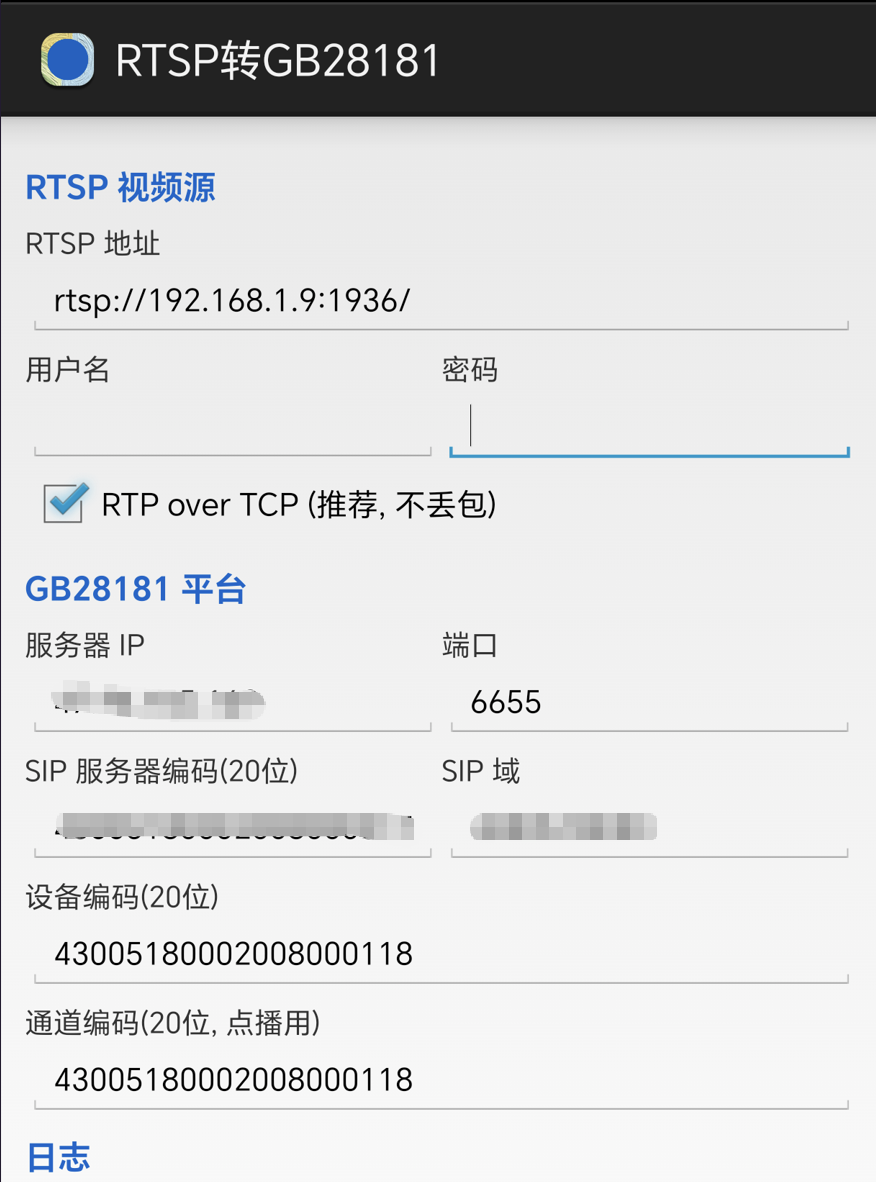 RTSP转GB28181
RTSP 视频源
RTSP 地址
rtsp://192.168.1.9:1936/
用户名 密码
RTP over TCP (推荐, 不丢包)
GB28181 平台
服务器 IP 端口
6655
SIP 服务器编码(20位) SIP 域
设备编码(20位)
43005180002008000118
通道编码(20位, 点播用)
43005180002008000118
日志